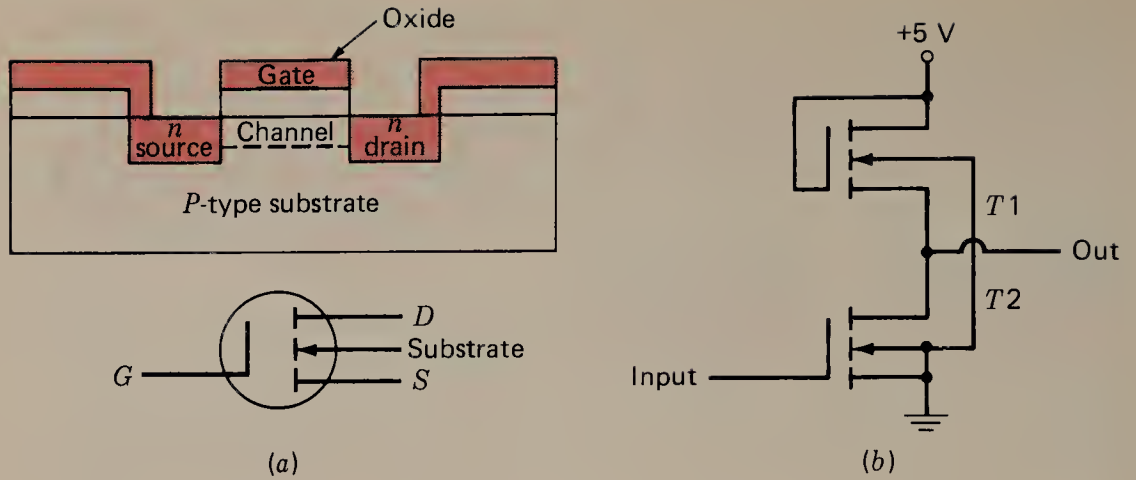 Oxide
Gate
n
source
Channel
n
drain
P-type substrate
D
Substrate
G
S
(a)
+5 V
T1
Out
T2
Input
(b)